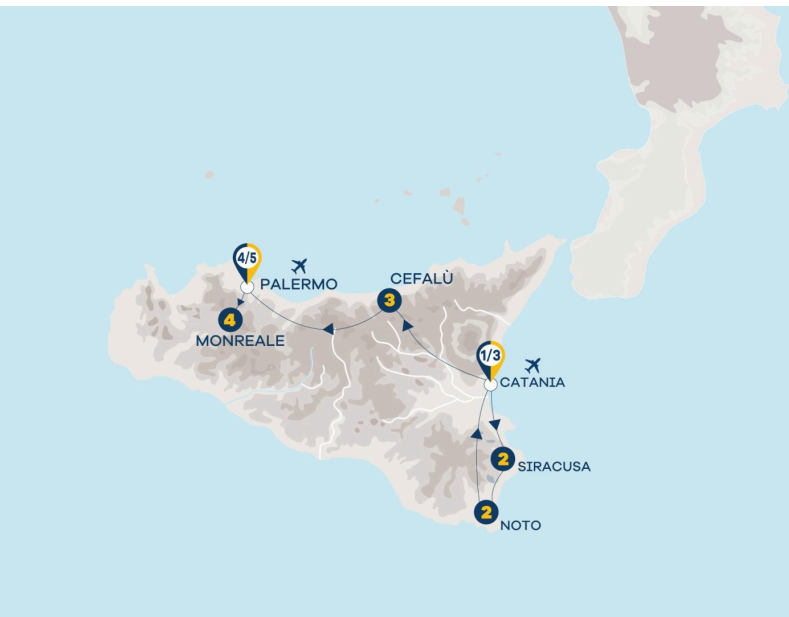 4/5
PALERMO
4
MONREALE
CEFALÙ
3
1/3
CATANIA
2
SIRACUSA
2
NOTO